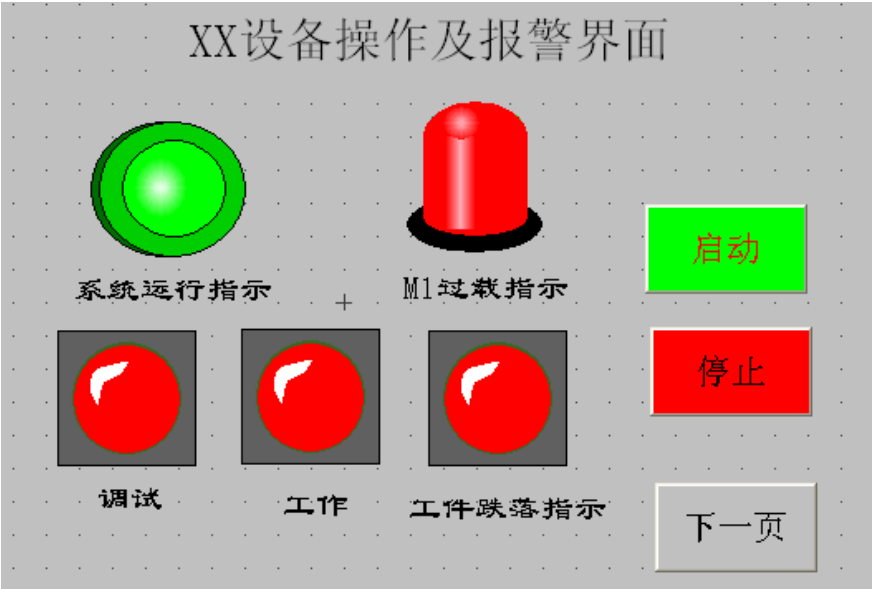 XX设备操作及报警界面
系统运行指示
M1过载指示
启动
停止
调试
工作
工件跌落指示
下一页